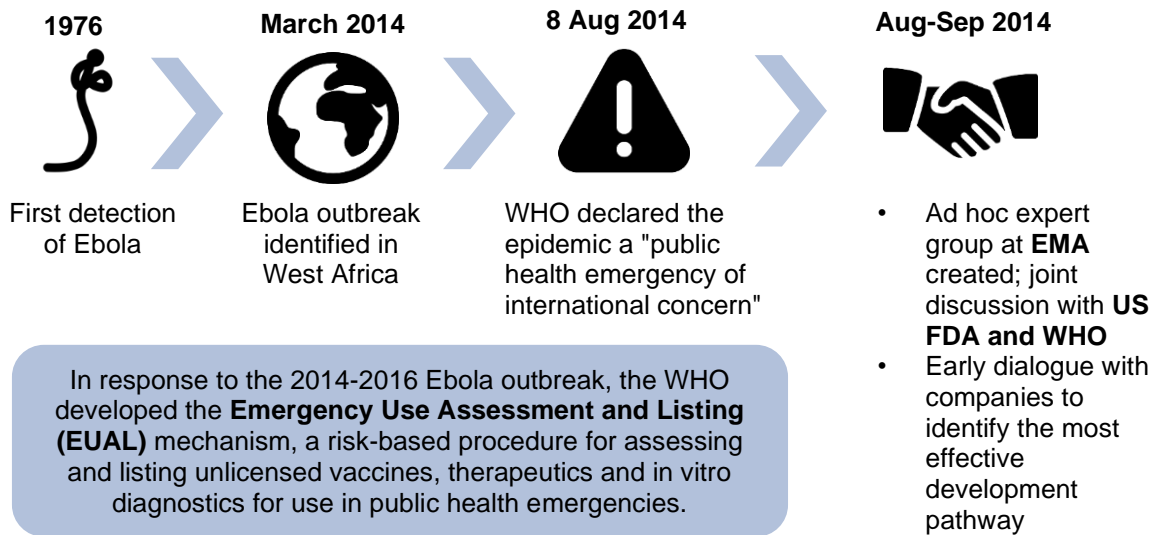 1976
First detection
of Ebola
March 2014
Ebola outbreak
identified in
West Africa
8 Aug 2014
WHO declared the
epidemic a "public
health emergency of
international concern"
Aug-Sep 2014
• Ad hoc expert
group at EMA
created; joint
discussion with US
FDA and WHO
• Early dialogue with
companies to
identify the most
effective
development
pathway
In response to the 2014-2016 Ebola outbreak, the WHO
developed the Emergency Use Assessment and Listing
(EUAL) mechanism, a risk-based procedure for assessing
and listing unlicensed vaccines, therapeutics and in vitro
diagnostics for use in public health emergencies.